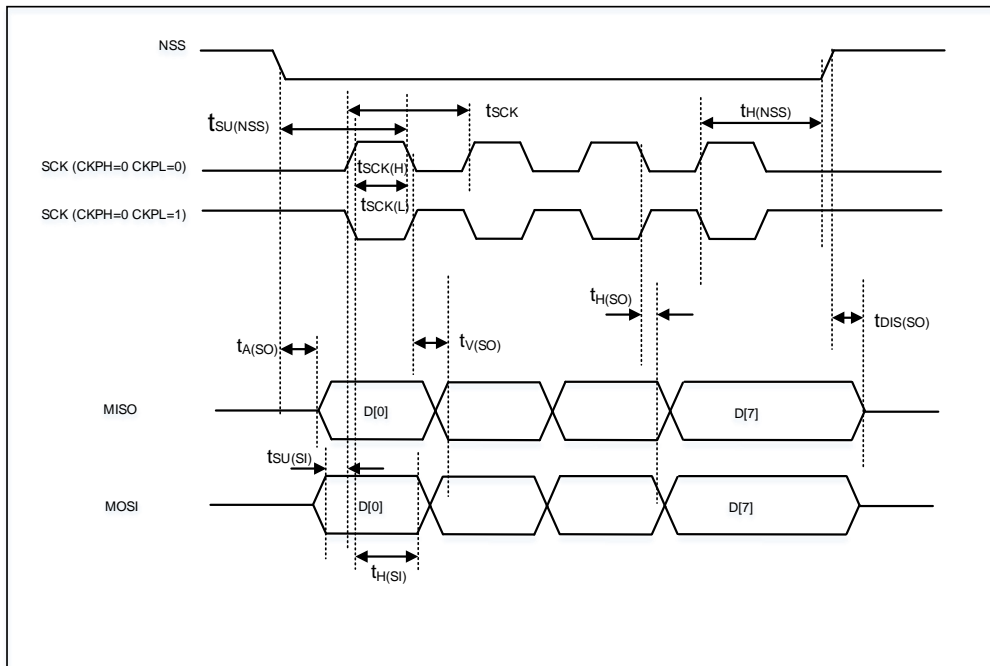 NSS
tSCK
tH(NSS)
tSU(NSS)
SCK (CKPH=0 CKPL=0)
tSCK(H)
tSCK(L)
SCK (CKPH=0 CKPL=1)
tH(SO)
tDIS(SO)
tV(SO)
tA(SO)
MISO
D[0]
D[7]
tSU(SI)
MOSI
D[0]
D[7]
tH(SI)